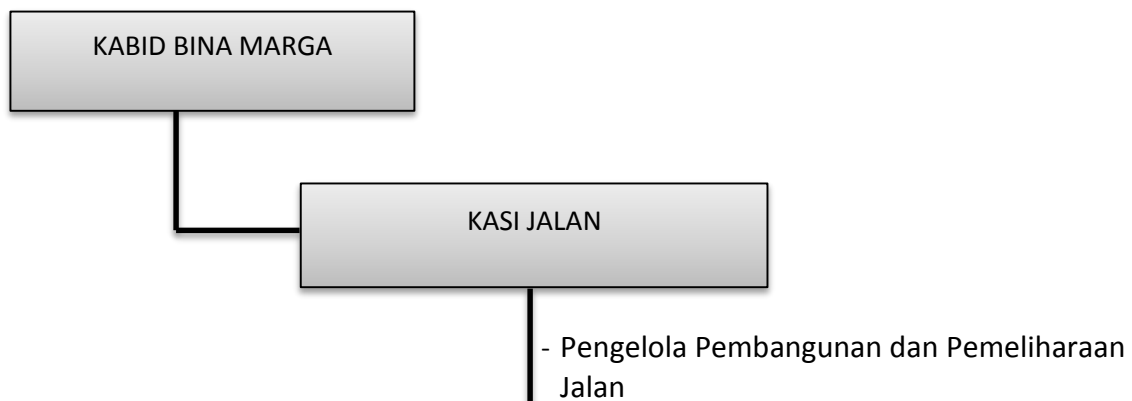 KABID BINA MARGA
KASI JALAN
- Pengelola Pembangunan dan Pemeliharaan
Jalan